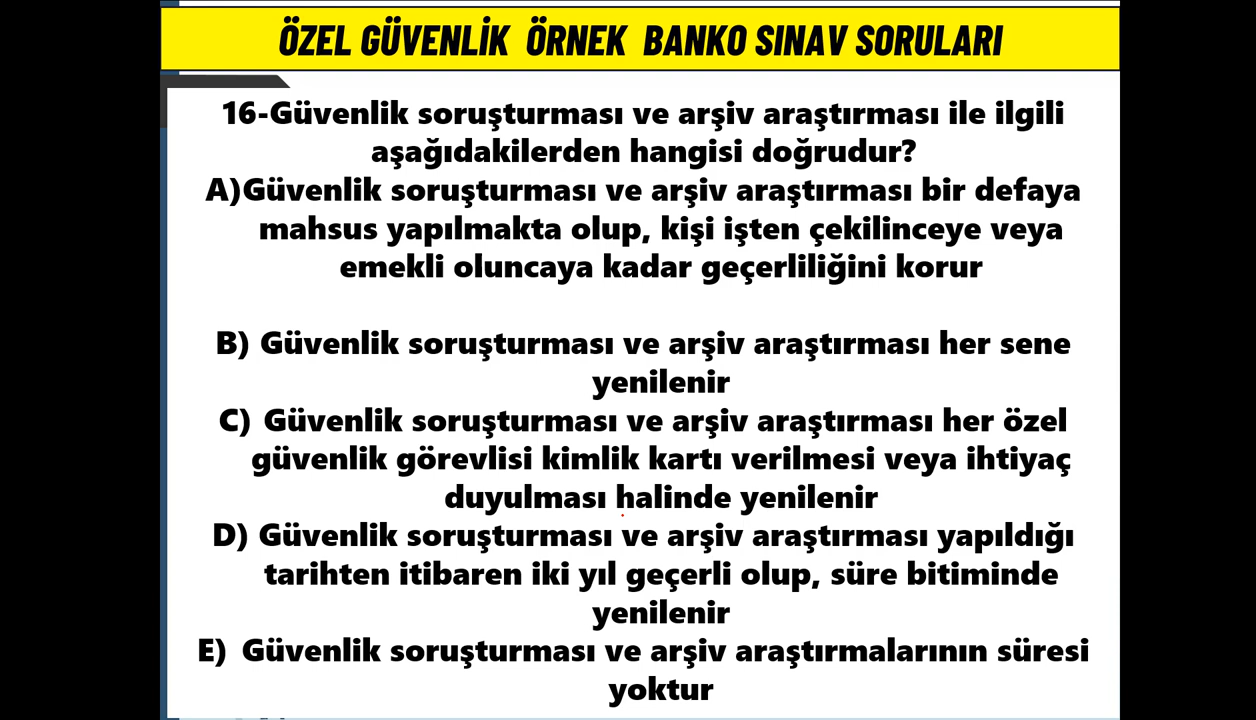 ÖZEL GÜVENLİK ÖRNEK BANKO SINAV SORULARI
16-Güvenlik soruşturması ve arşiv araştırması ile ilgili
aşağıdakilerden hangisi doğrudur?
A)Güvenlik soruşturması ve arşiv araştırması bir defaya
mahsus yapılmakta olup, kişi işten çekilinceye veya
emekli oluncaya kadar geçerliliğini korur
B) Güvenlik soruşturması ve arşiv araştırması her sene
yenilenir
C) Güvenlik soruşturması ve arşiv araştırması her özel
güvenlik görevlisi kimlik kartı verilmesi veya ihtiyaç
duyulması halinde yenilenir
D) Güvenlik soruşturması ve arşiv araştırması yapıldığı
tarihten itibaren iki yıl geçerli olup, süre bitiminde
yenilenir
E) Güvenlik soruşturması ve arşiv araştırmalarının süresi
yoktur